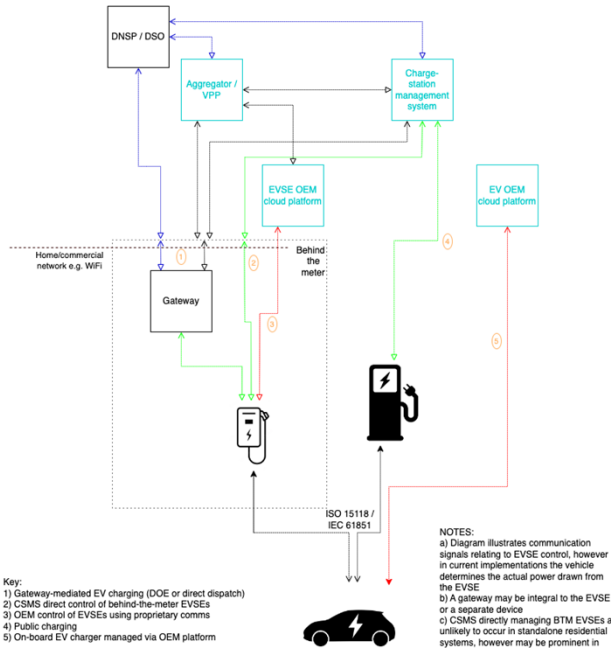 DNSP / DSO
Aggregator /
VPP
Charge-
station
management
system
EVSE OEM
cloud platform
EV OEM
cloud platform
Home/commercial
network e.g. WiFi
Behind
the
meter
1
2
3
4
5
Gateway
ISO 15118 /
IEC 61851
Key:
1) Gateway-mediated EV charging (DOE or direct dispatch)
2) CSMS direct control of behind-the-meter EVSEs
3) OEM control of EVSEs using proprietary comms
4) Public charging
5) On-board EV charger managed via OEM platform
NOTES:
a) Diagram illustrates communication
signals relating to EVSE control, however
in current implementations the vehicle
determines the actual power drawn from
the EVSE
b) A gateway may be integral to the EVSE
or a separate device
c) CSMS directly managing BTM EVSEs a
unlikely to occur in standalone residential
systems, however may be prominent in